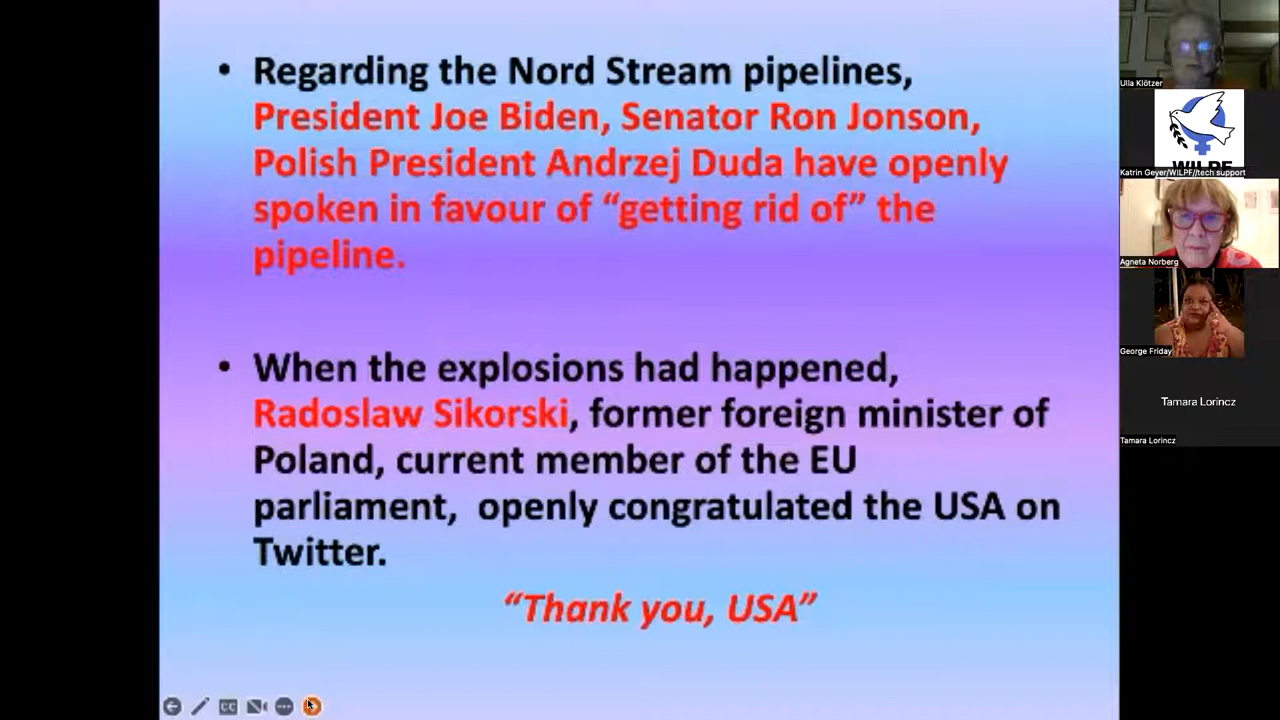 • Regarding the Nord Stream pipelines,
President Joe Biden, Senator Ron Jonson,
Polish President Andrzej Duda have openly
spoken in favour of “getting rid of” the
pipeline.
• When the explosions had happened,
Radoslaw Sikorski, former foreign minister of
Poland, current member of the EU
parliament, openly congratulated the USA on
Twitter.
“Thank you, USA”
CC
Ulla Klötzer
WILPF
Katrin Geyer/WILPF//tech support
Agneta Norberg
George Friday
Tamara Lorincz
Tamara Lorincz